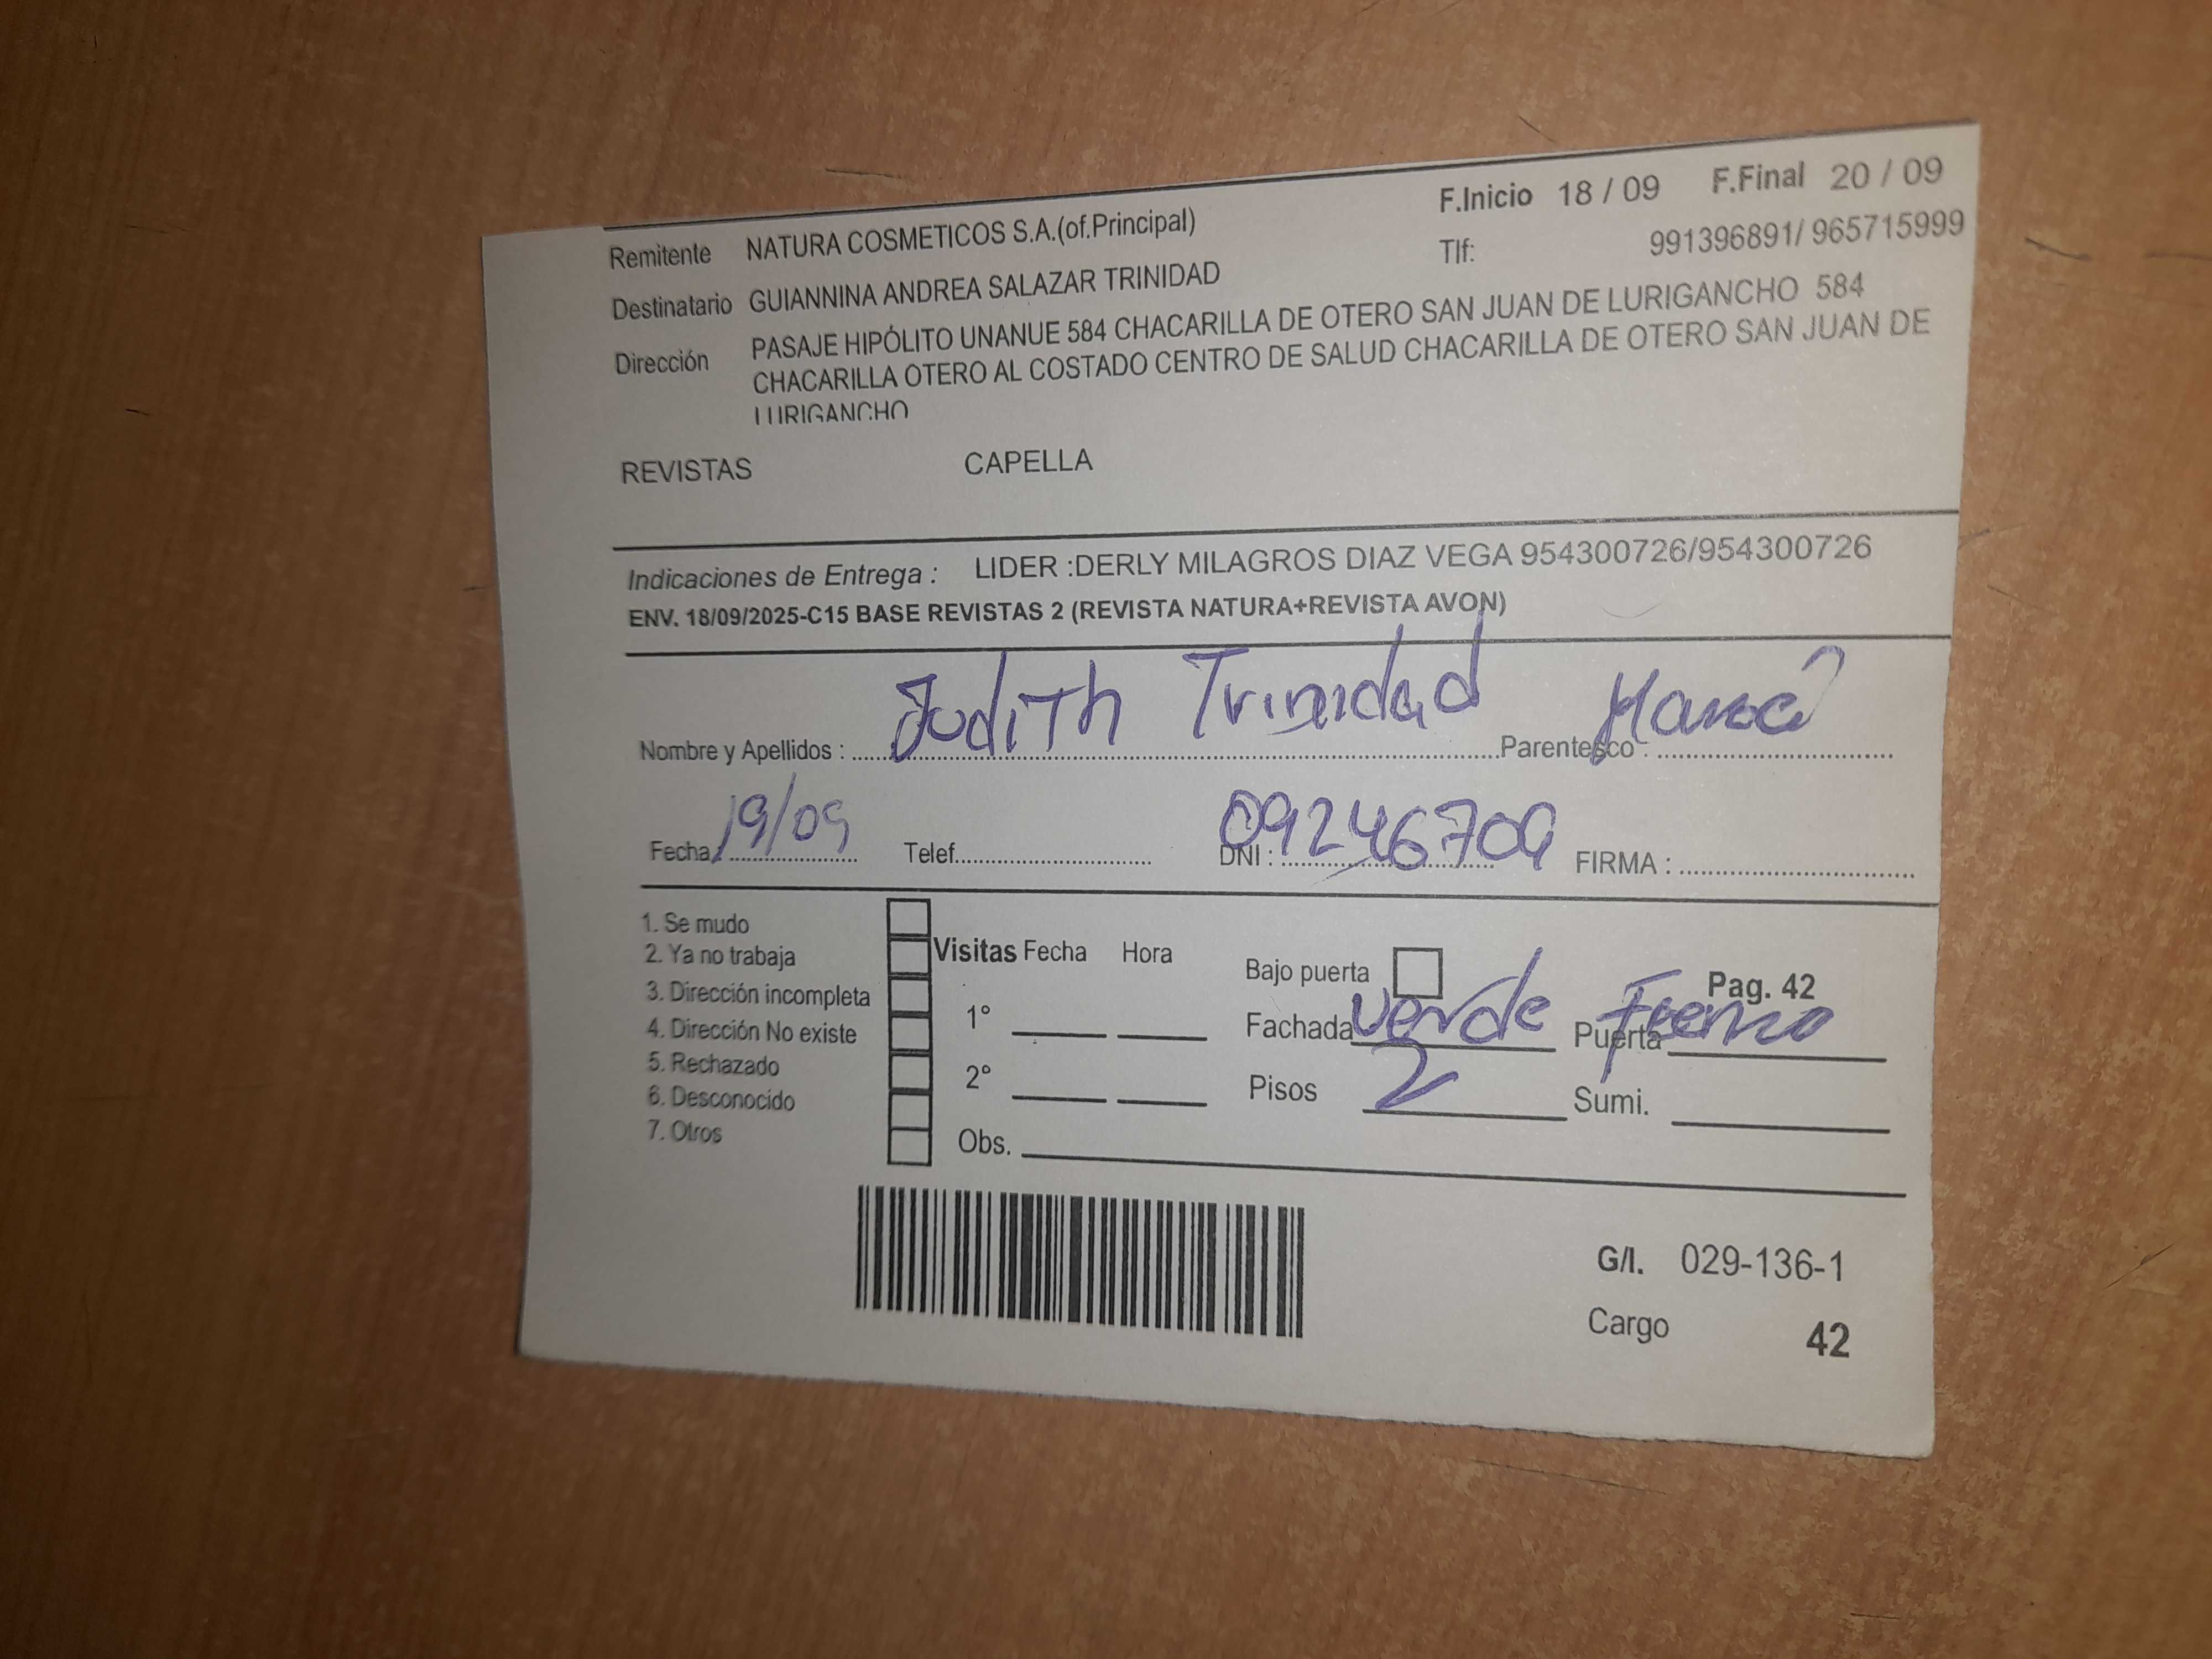 F.Inicio 18 / 09 F.Final 20 / 09
Remitente NATURA COSMETICOS S.A.(of.Principal)
Tlf: 991396891/ 965715999
Destinatario GUIANNINA ANDREA SALAZAR TRINIDAD
Dirección PASAJE HIPÓLITO UNANUE 584 CHACARILLA DE OTERO SAN JUAN DE LURIGANCHO 584
CHACARILLA OTERO AL COSTADO CENTRO DE SALUD CHACARILLA DE OTERO SAN JUAN DE
LURIGANCHO
REVISTAS CAPELLA
Indicaciones de Entrega : LIDER :DERLY MILAGROS DIAZ VEGA 954300726/954300726
ENV. 18/09/2025-C15 BASE REVISTAS 2 (REVISTA NATURA+REVISTA AVON)
Nombre y Apellidos : Judith Trinidad Parentesco :
Fecha 19/09 Telef. DNI : 09246709 FIRMA :
1. Se mudo
2. Ya no trabaja
3. Dirección incompleta
4. Dirección No existe
5. Rechazado
6. Desconocido
7. Otros
Visitas Fecha Hora
1°
2°
Obs.
Bajo puerta Pag. 42
Fachada Verde Puerta
Pisos 2 Sumi.
G/I. 029-136-1
Cargo 42